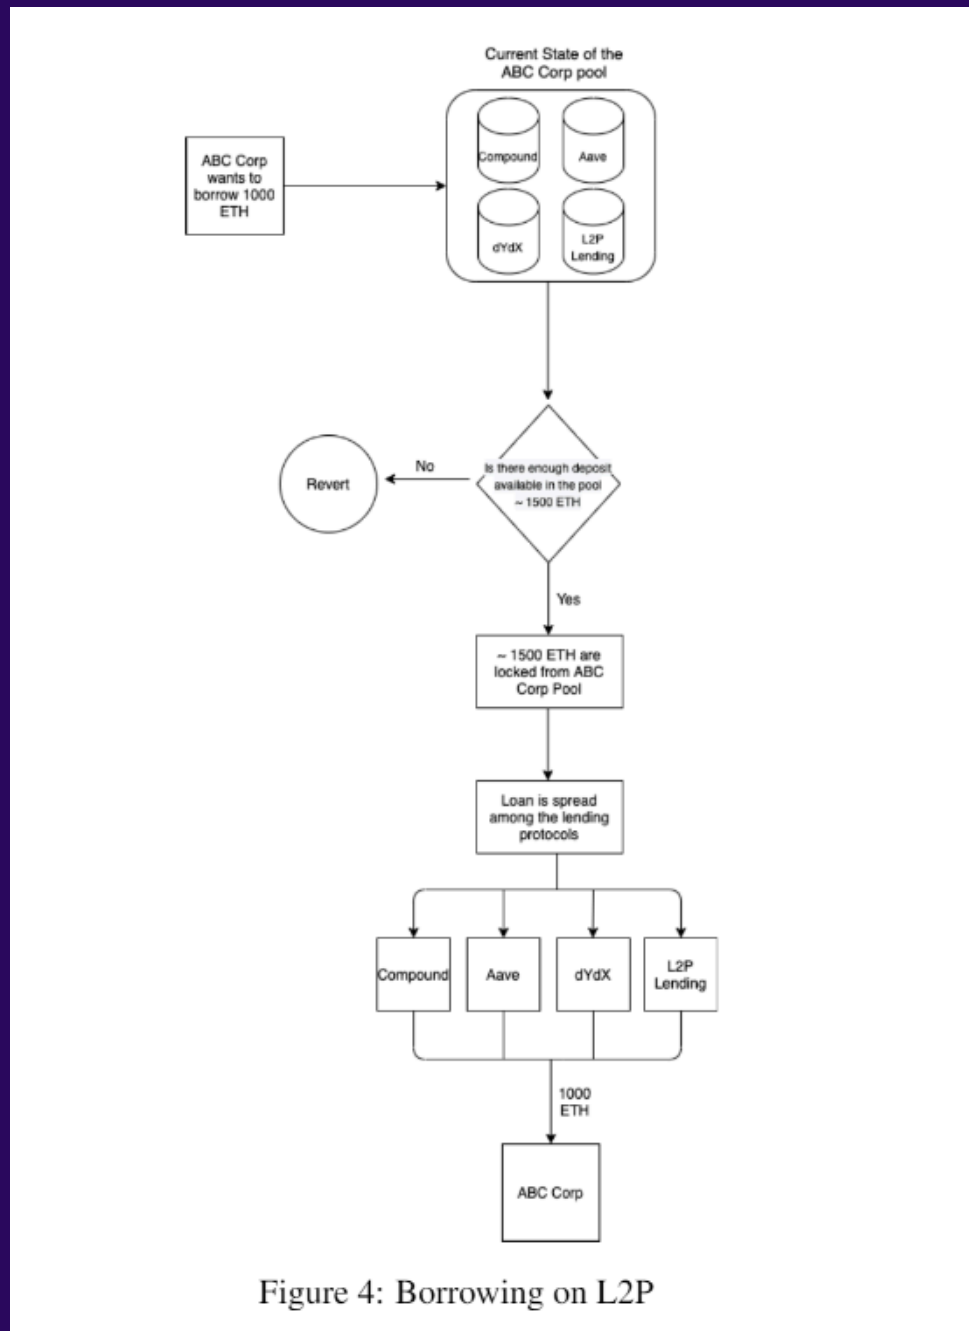 Current State of the
ABC Corp pool
Compound
Aave
ABC Corp
wants to
borrow 1000
ETH
dYdX
L2P
Lending
Is there enough deposit
available in the pool
~ 1500 ETH
No
Revert
Yes
~ 1500 ETH are
locked from ABC
Corp Pool
Loan is spread
among the lending
protocols
Compound
Aave
dYdX
L2P
Lending
1000
ETH
ABC Corp
Figure 4: Borrowing on L2P